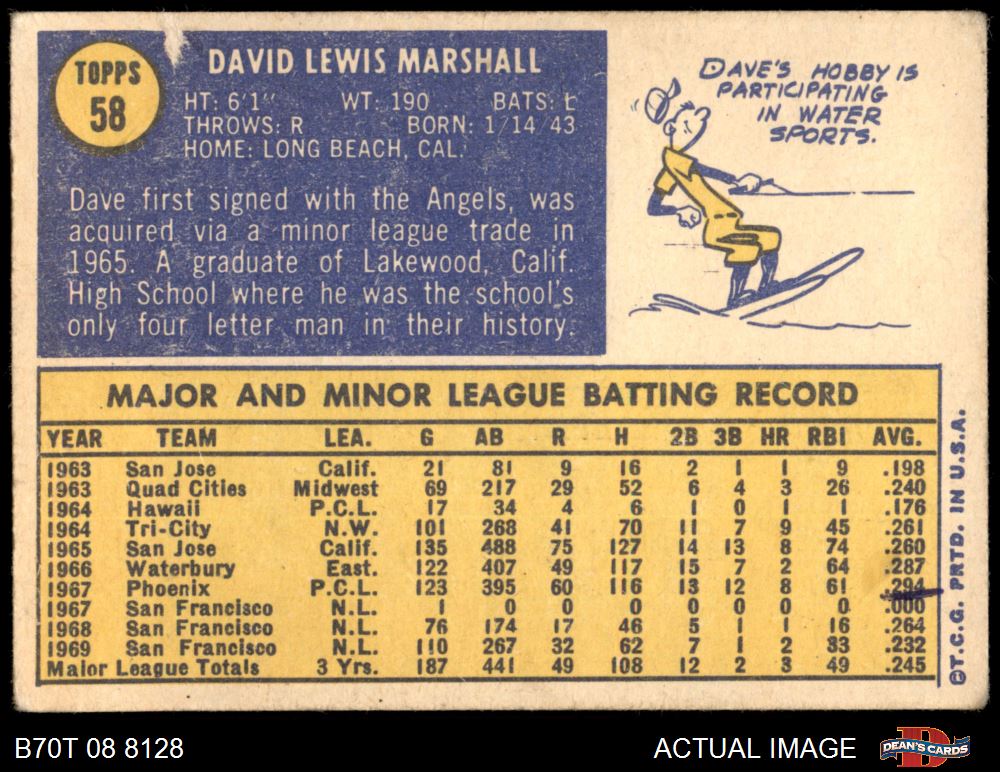 TOPPS
58
DAVID LEWIS MARSHALL
HT: 6'1" WT: 190 BATS: L
THROWS: R BORN: 1/14/43
HOME: LONG BEACH, CAL.
Dave first signed with the Angels, was
acquired via a minor league trade in
1965. A graduate of Lakewood, Calif.
High School where he was the school's
only four letter man in their history.
DAVE'S HOBBY IS
PARTICIPATING
IN WATER
SPORTS.
MAJOR AND MINOR LEAGUE BATTING RECORD
YEAR TEAM LEA. G AB R H 2B 3B HR RBI AVG.
1963 San Jose Calif. 21 81 9 16 2 1 1 9 .198
1963 Quad Cities Midwest 69 217 29 52 6 4 3 26 .240
1964 Hawaii P.C.L. 17 34 4 6 1 0 1 1 .176
1964 Tri-City N.W. 101 268 41 70 11 7 9 45 .261
1965 San Jose Calif. 135 488 75 127 14 13 8 74 .260
1966 Waterbury East. 122 407 49 117 15 7 2 64 .287
1967 Phoenix P.C.L. 123 395 60 116 13 12 8 61 .294
1967 San Francisco N.L. 1 0 0 0 0 0 0 0 .000
1968 San Francisco N.L. 76 174 17 46 5 1 1 16 .264
1969 San Francisco N.L. 110 267 32 62 7 1 2 33 .232
Major League Totals 3 Yrs. 187 441 49 108 12 2 3 49 .245
©T.C.G. PRTD. IN U.S.A.
B70T 08 8128
ACTUAL IMAGE
D
DEAN'S CARDS